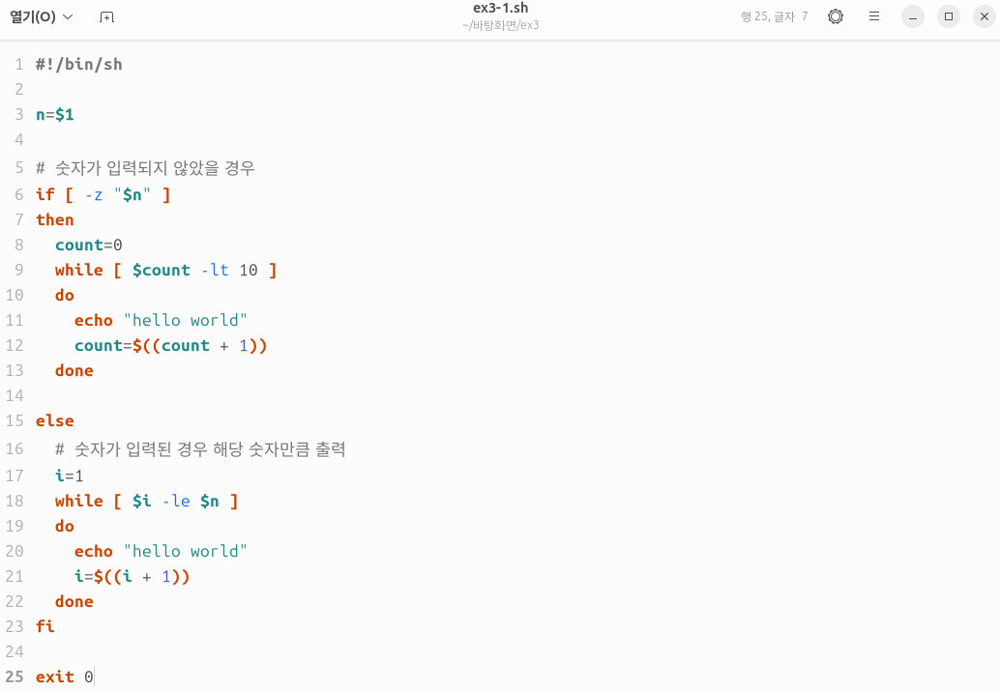 열기(O)
ex3-1.sh
~/바탕화면/ex3
행 25, 글자 7
1 #!/bin/sh
2
3 n=$1
4
5 # 숫자가 입력되지 않았을 경우
6 if [ -z "$n" ]
7 then
8   count=0
9   while [ $count -lt 10 ]
10   do
11     echo "hello world"
12     count=$((count + 1))
13   done
14
15 else
16   # 숫자가 입력된 경우 해당 숫자만큼 출력
17   i=1
18   while [ $i -le $n ]
19   do
20     echo "hello world"
21     i=$((i + 1))
22   done
23 fi
24
25 exit 0